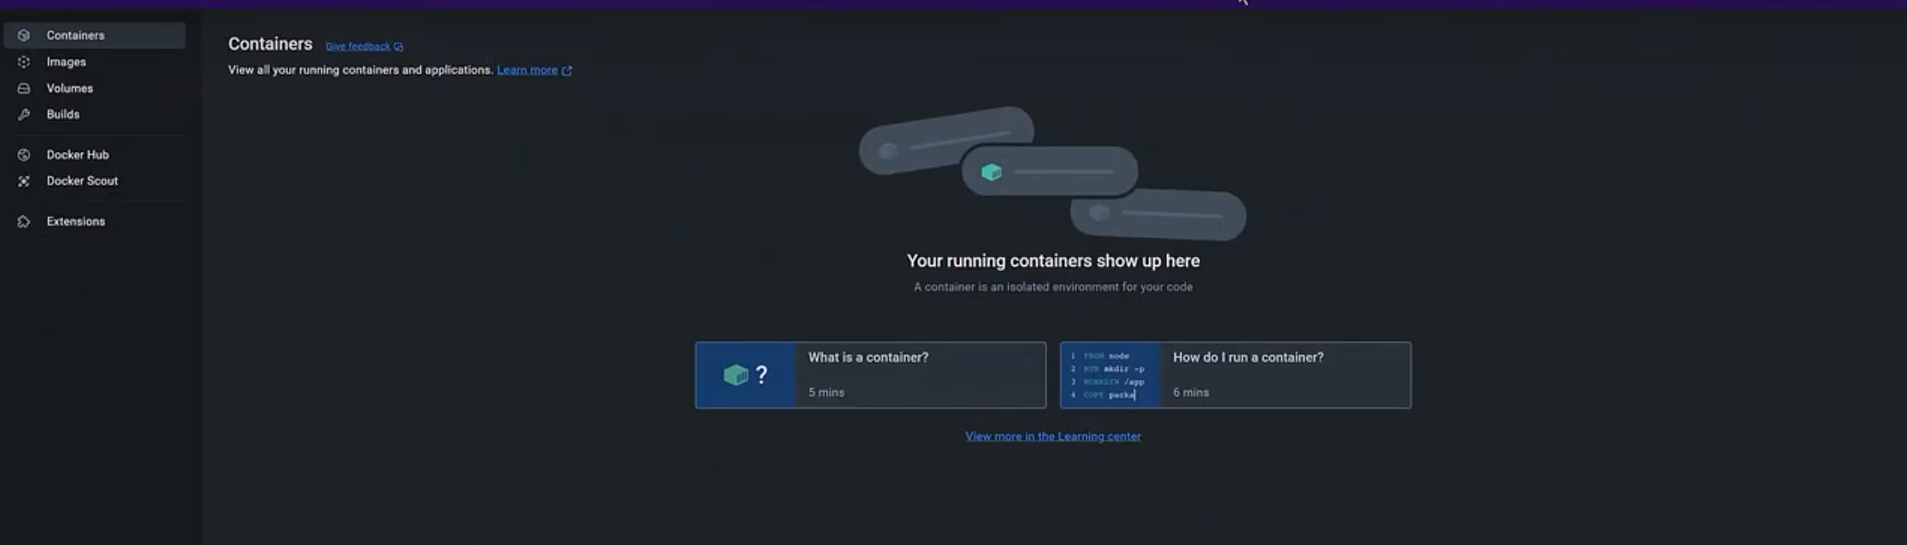 Containers
Images
Volumes
Builds
Docker Hub
Docker Scout
Extensions
Containers Give feedback
View all your running containers and applications. Learn more
Your running containers show up here
A container is an isolated environment for your code
?
What is a container?
5 mins
1 FROM node
2 RUN mkdir -p
3 WORKDIR /app
4 COPY packa
How do I run a container?
6 mins
View more in the Learning center